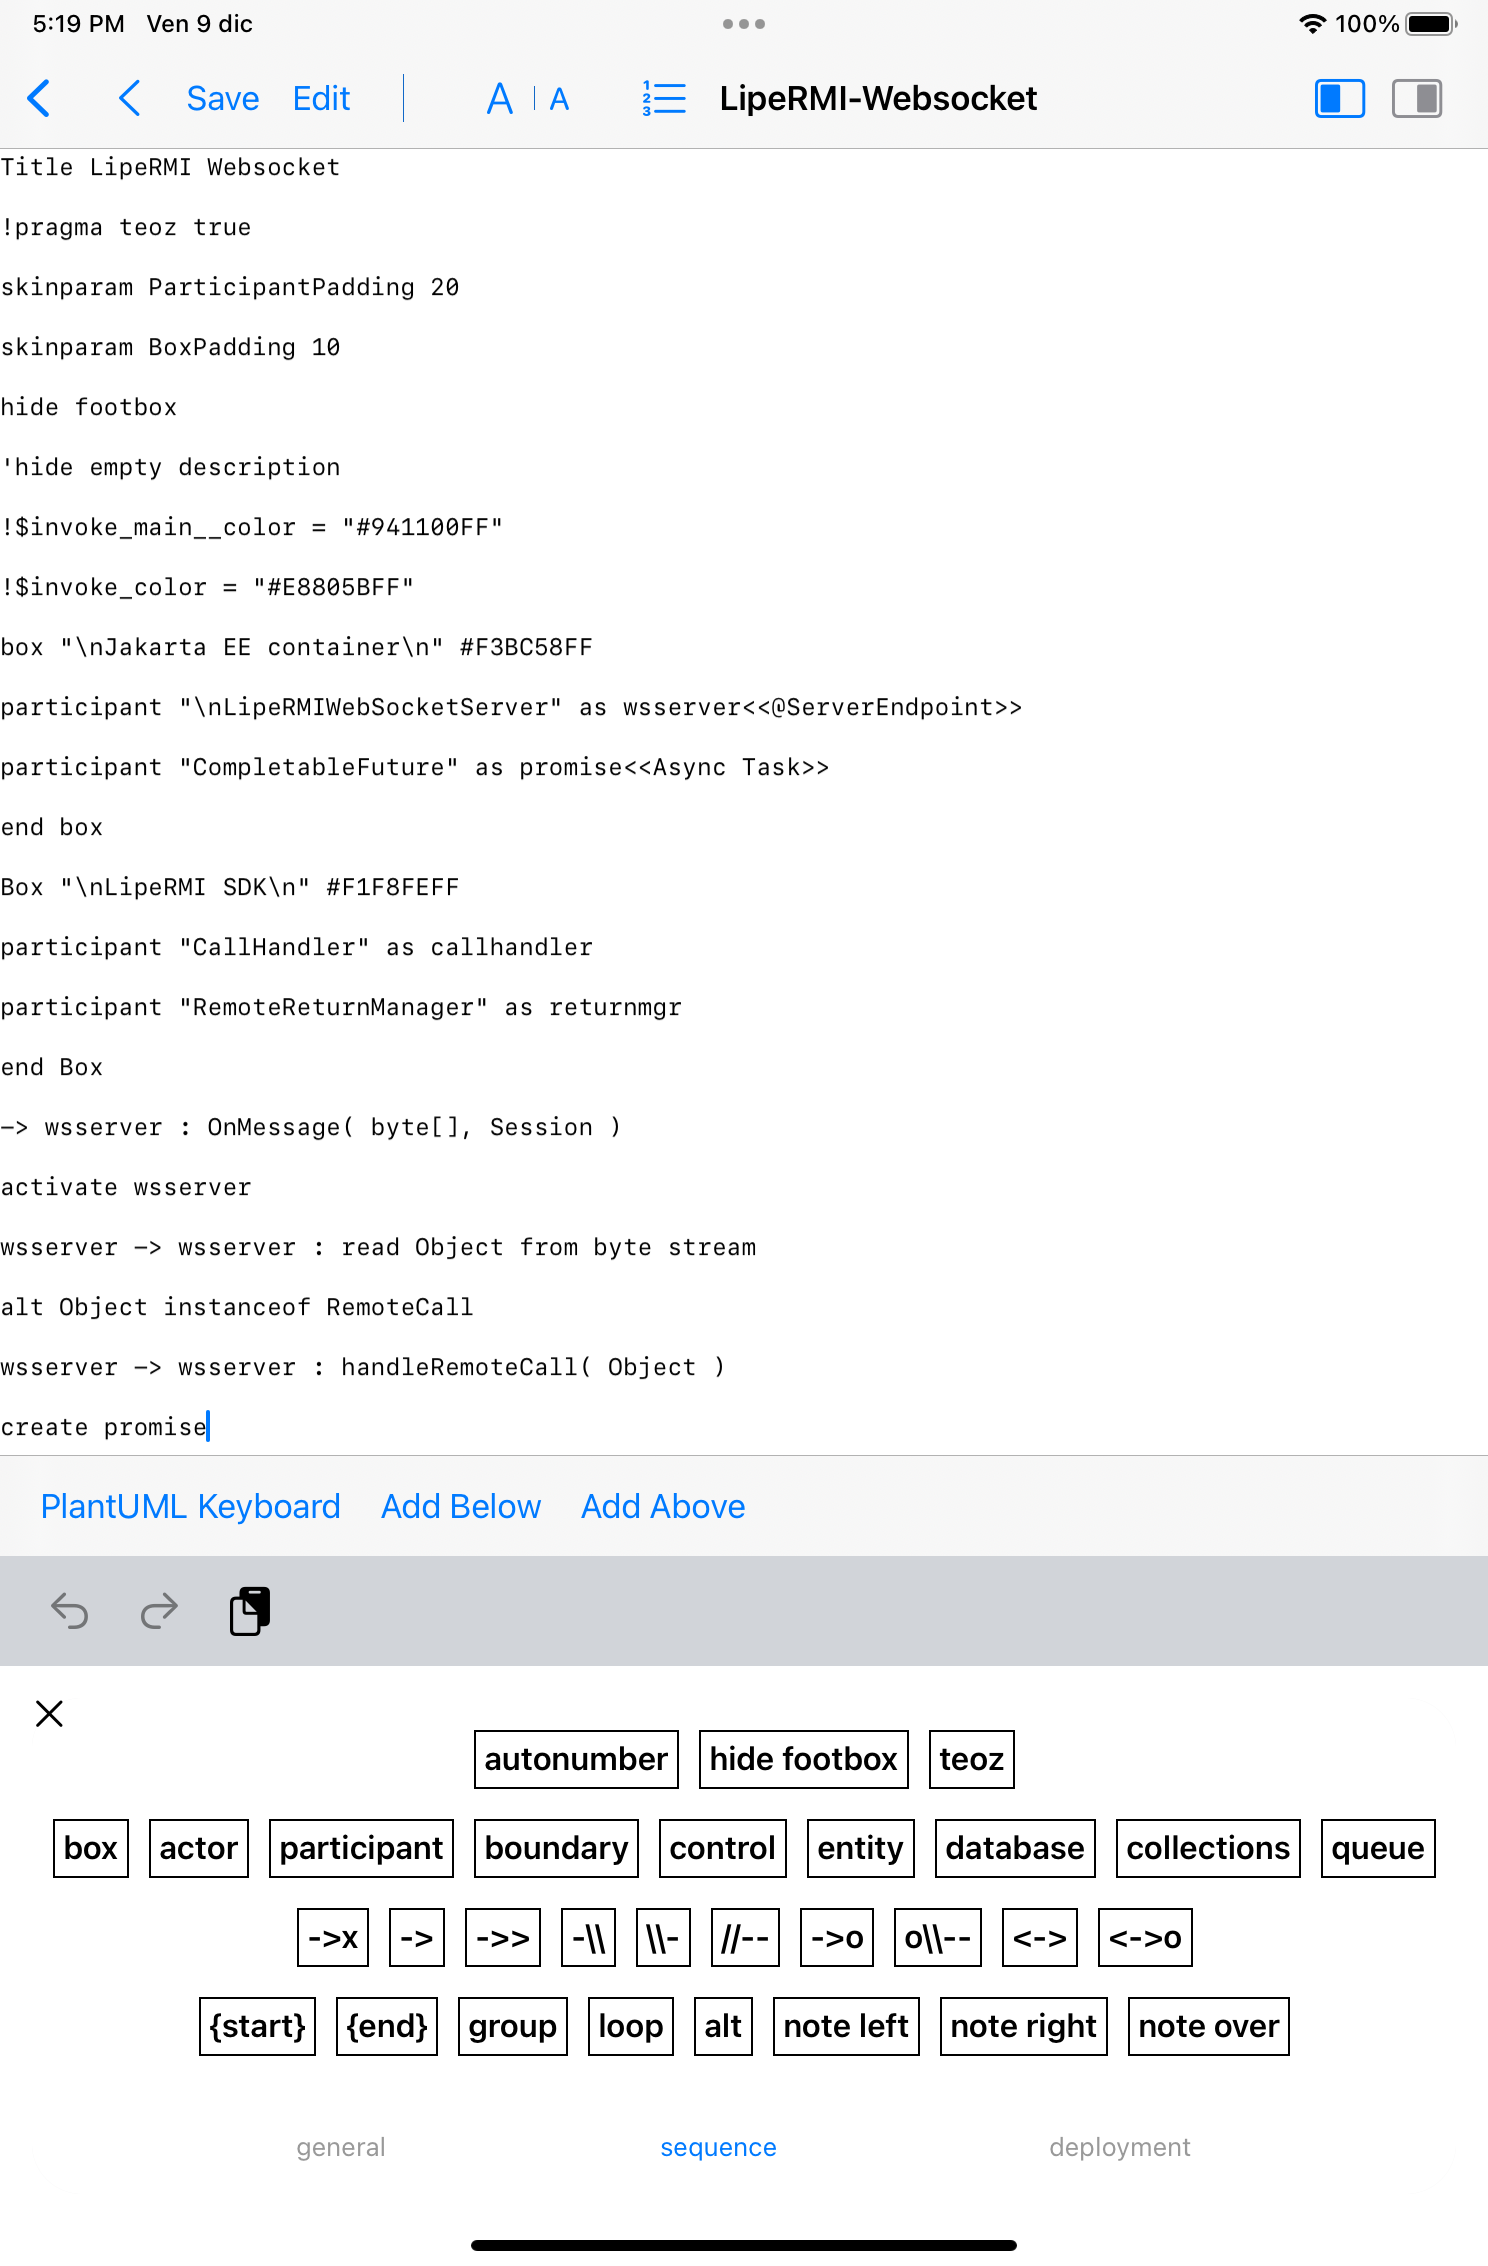 5:19 PM Ven 9 dic 100%
Save Edit A A LipeRMI-Websocket
Title LipeRMI Websocket
!pragma teoz true
skinparam ParticipantPadding 20
skinparam BoxPadding 10
hide footbox
'hide empty description
!$invoke_main__color = "#941100FF"
!$invoke_color = "#E8805BFF"
box "\nJakarta EE container\n" #F3BC58FF
participant "\nLipeRMIWebSocketServer" as wsserver<<@ServerEndpoint>>
participant "CompletableFuture" as promise<<Async Task>>
end box
Box "\nLipeRMI SDK\n" #F1F8FEFF
participant "CallHandler" as callhandler
participant "RemoteReturnManager" as returnmgr
end Box
-> wsserver : OnMessage( byte[], Session )
activate wsserver
wsserver -> wsserver : read Object from byte stream
alt Object instanceof RemoteCall
wsserver -> wsserver : handleRemoteCall( Object )
create promise
PlantUML Keyboard Add Below Add Above
autonumber hide footbox teoz
box actor participant boundary control entity database collections queue
->x -> ->> -\\ \\- //-- ->o o\\-- <-> <->o
{start} {end} group loop alt note left note right note over
general sequence deployment